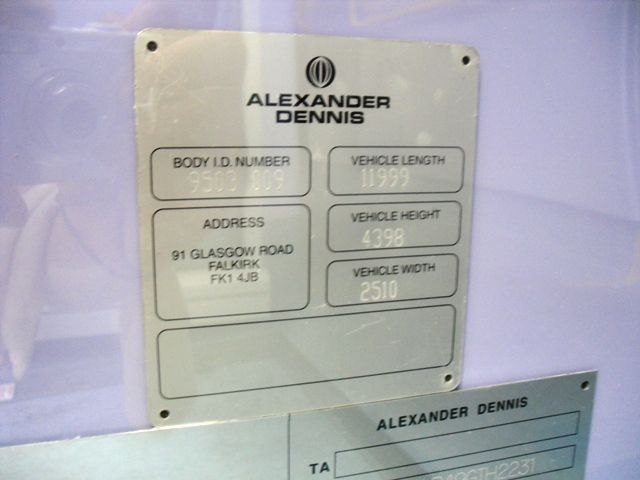 ALEXANDER
DENNIS
BODY I.D. NUMBER
9503 009
VEHICLE LENGTH
11999
ADDRESS
91 GLASGOW ROAD
FALKIRK
FK1 4JB
VEHICLE HEIGHT
4398
VEHICLE WIDTH
2510
ALEXANDER DENNIS
TA